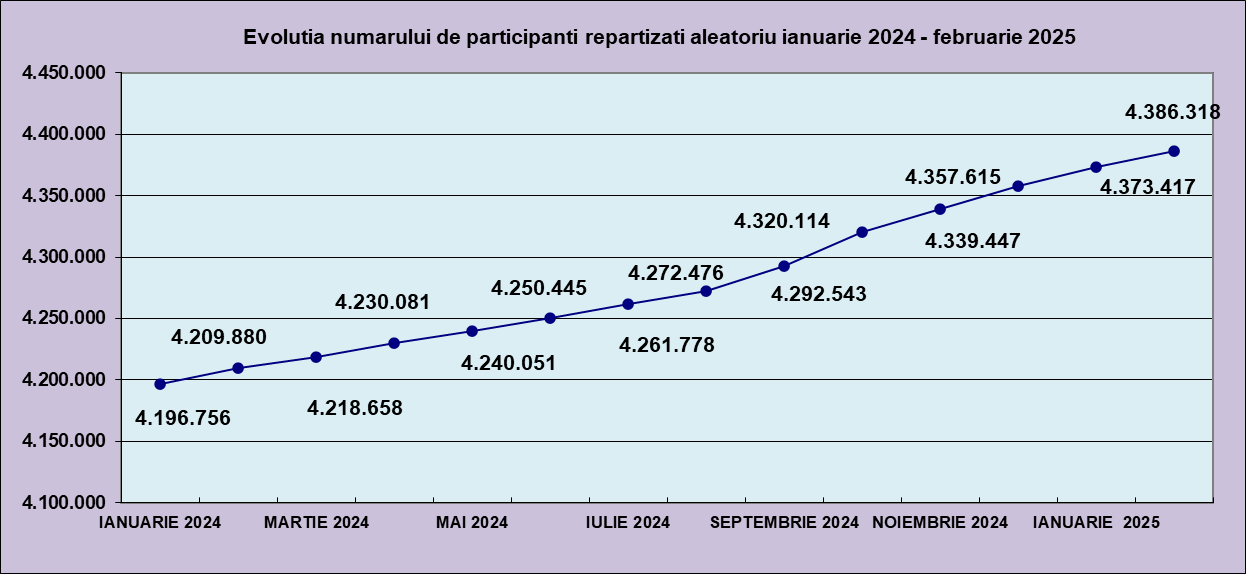 Evolutia numarului de participanti repartizati aleatoriu ianuarie 2024 - februarie 2025
4.450.000
4.400.000
4.350.000
4.300.000
4.250.000
4.200.000
4.150.000
4.100.000
4.196.756
4.209.880
4.218.658
4.230.081
4.240.051
4.250.445
4.261.778
4.272.476
4.292.543
4.320.114
4.339.447
4.357.615
4.373.417
4.386.318
IANUARIE 2024
MARTIE 2024
MAI 2024
IULIE 2024
SEPTEMBRIE 2024
NOIEMBRIE 2024
IANUARIE  2025